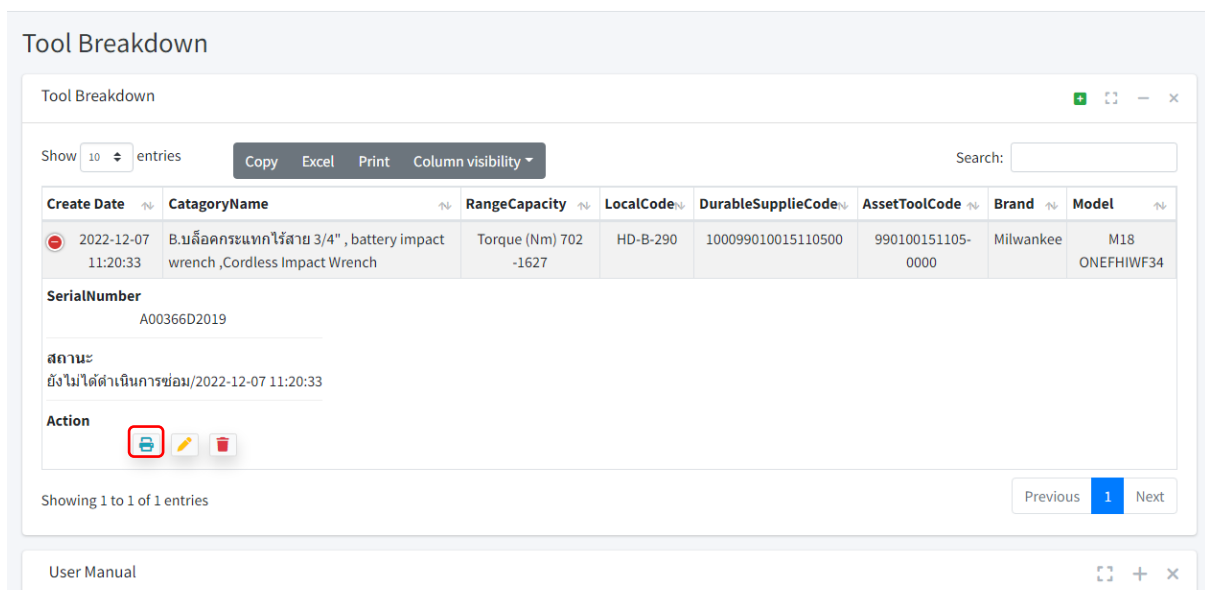 Tool Breakdown
Tool Breakdown
Show 10 entries
Copy Excel Print Column visibility
Search:
Create Date CatagoryName RangeCapacity LocalCode DurableSupplieCode AssetToolCode Brand Model
2022-12-07 B.บล็อคกระแทกไร้สาย 3/4" , battery impact Torque (Nm) 702 HD-B-290 100099010015110500 990100151105- Milwankee M18
11:20:33 wrench ,Cordless Impact Wrench -1627 0000 ONEFHIWF34
SerialNumber
A00366D2019
สถานะ
ยังไม่ได้ดำเนินการซ่อม/2022-12-07 11:20:33
Action
Showing 1 to 1 of 1 entries
Previous 1 Next
User Manual